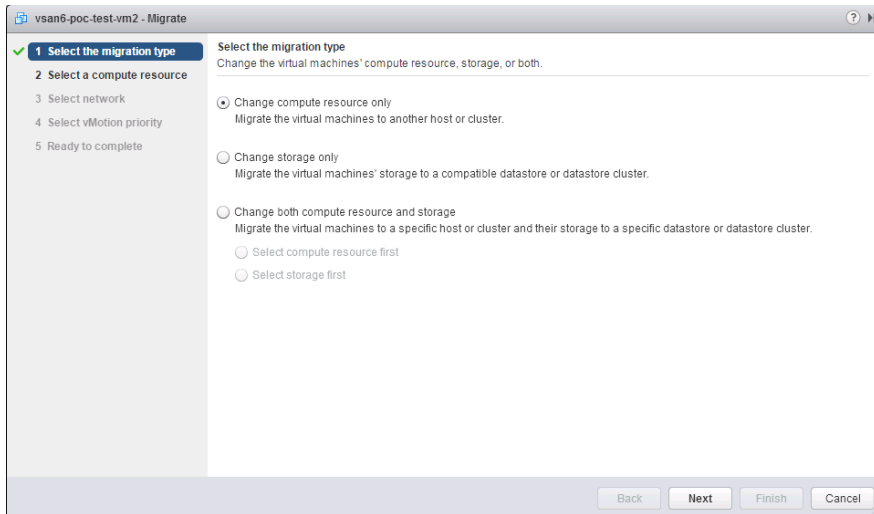 vsan6-poc-test-vm2 - Migrate
?
1 Select the migration type
2 Select a compute resource
3 Select network
4 Select vMotion priority
5 Ready to complete
Select the migration type
Change the virtual machines' compute resource, storage, or both.
Change compute resource only
Migrate the virtual machines to another host or cluster.
Change storage only
Migrate the virtual machines' storage to a compatible datastore or datastore cluster.
Change both compute resource and storage
Migrate the virtual machines to a specific host or cluster and their storage to a specific datastore or datastore cluster.
Select compute resource first
Select storage first
Back Next Finish Cancel